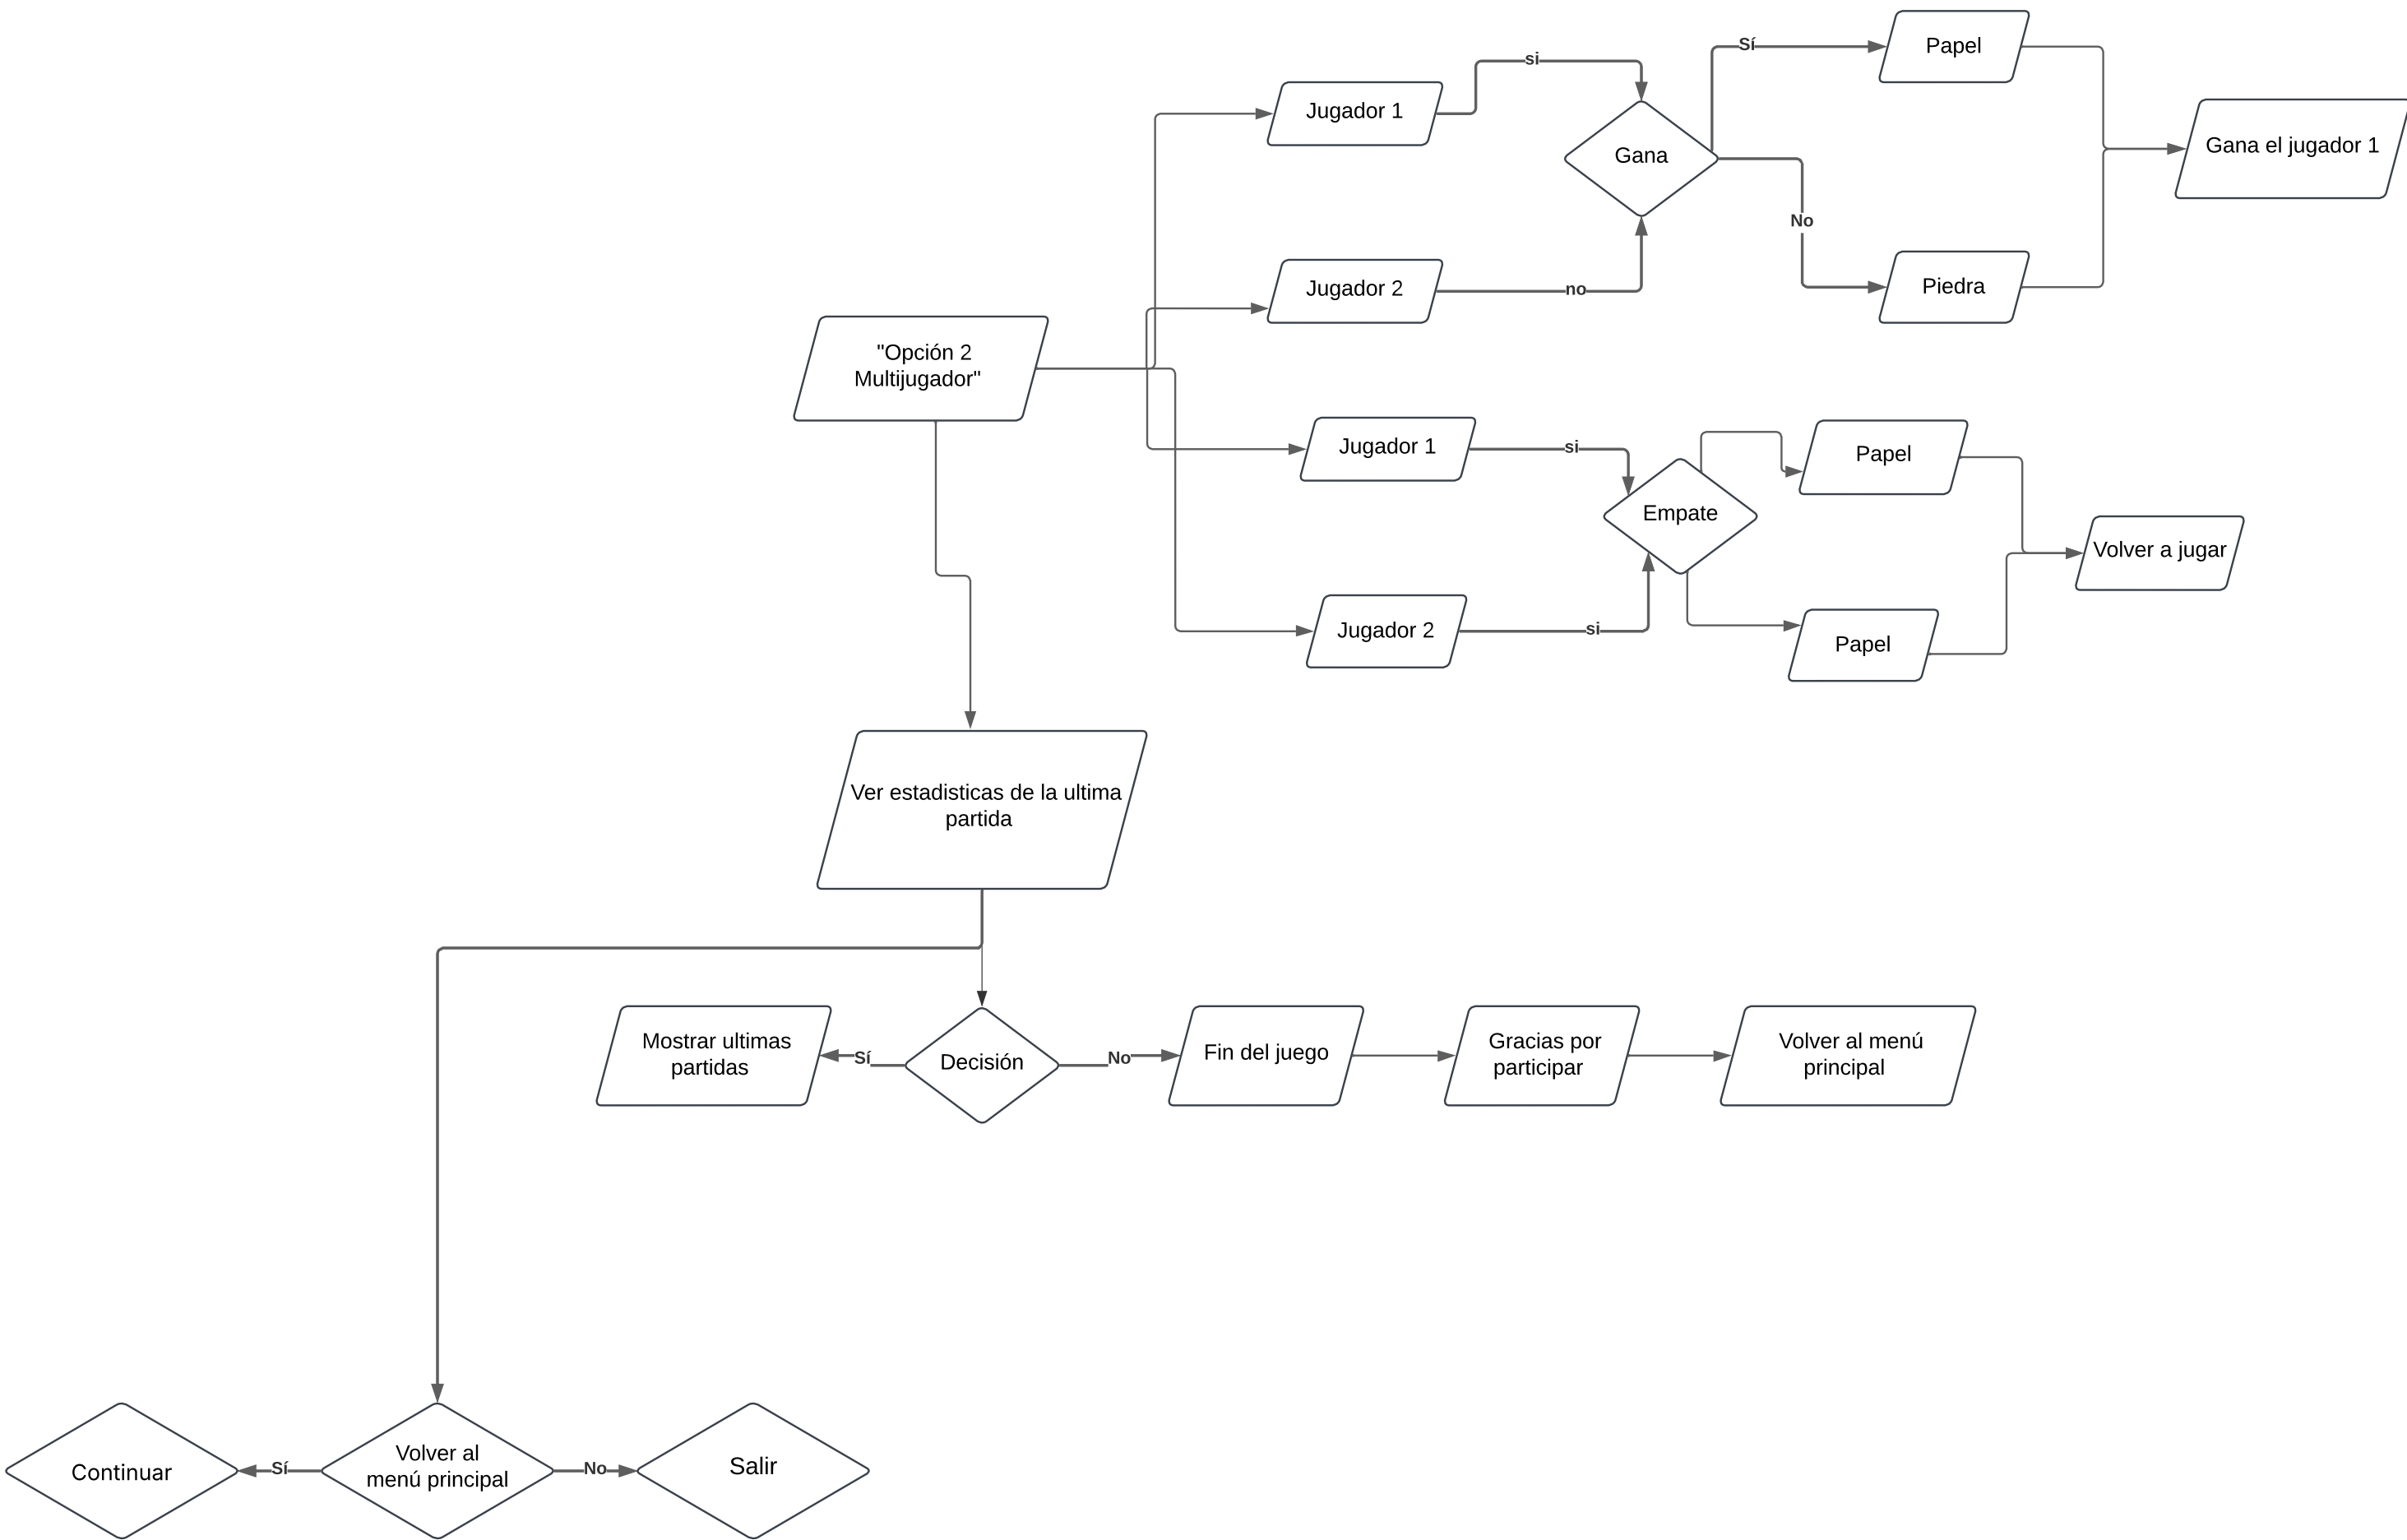 Papel
Sí
si
Jugador 1
Gana el jugador 1
Gana
No
Jugador 2
no
Piedra
"Opción 2
Multijugador"
Jugador 1
si
Papel
Empate
Volver a jugar
Jugador 2
si
Papel
Ver estadisticas de la ultima
partida
Mostrar ultimas
partidas
Sí
Decisión
No
Fin del juego
Gracias por
participar
Volver al menú
principal
Continuar
Sí
Volver al
menú principal
No
Salir